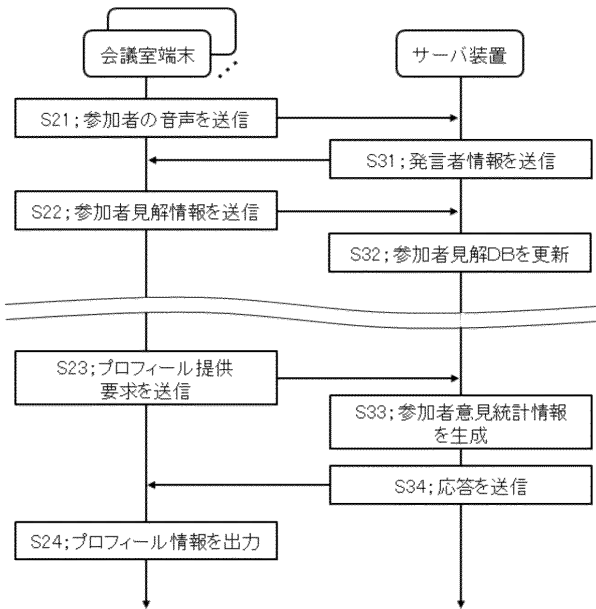 会議室端末
サーバ装置
S21;参加者の音声を送信
S31;発言者情報を送信
S22;参加者見解情報を送信
S32;参加者見解DBを更新
S23;プロフィール提供
要求を送信
S33;参加者意見統計情報
を生成
S34;応答を送信
S24;プロフィール情報を出力